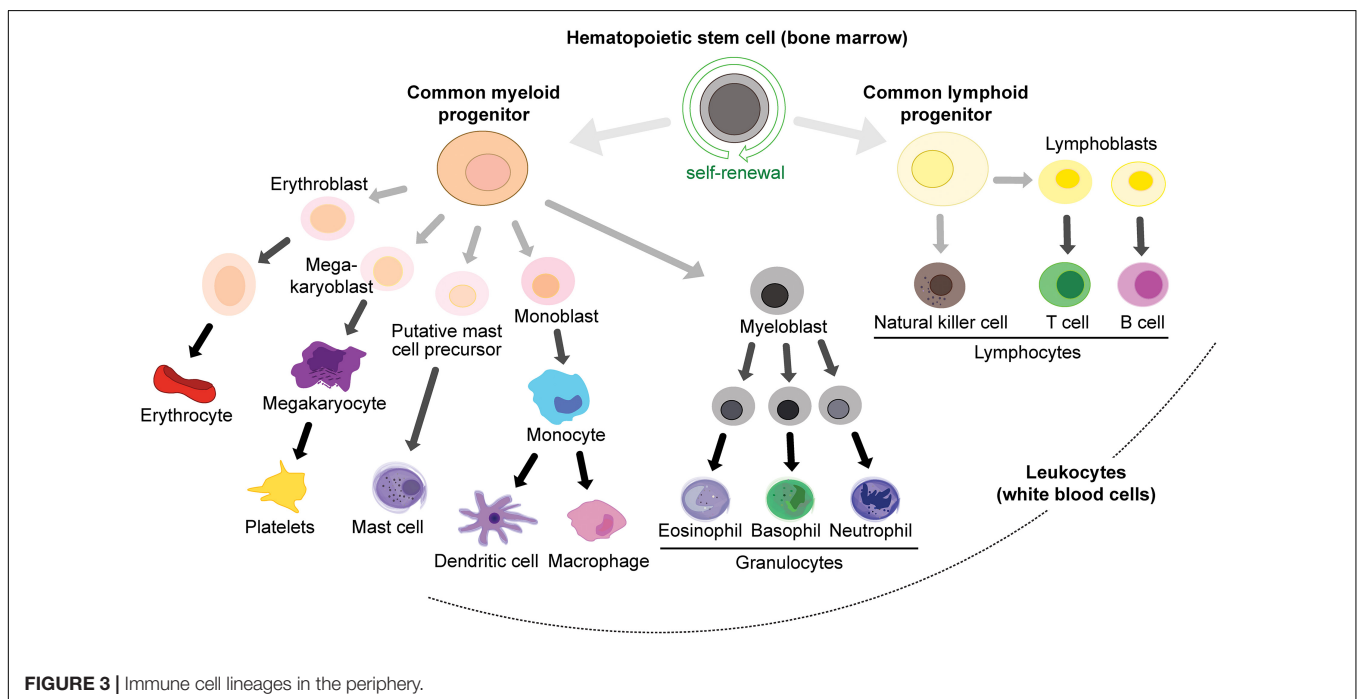 Hematopoietic stem cell (bone marrow)
Common myeloid
progenitor
Common lymphoid
progenitor
self-renewal
Lymphoblasts
Erythroblast
Mega-
karyoblast
Putative mast
cell precursor
Monoblast
Myeloblast
Natural killer cell
T cell
B cell
Lymphocytes
Erythrocyte
Megakaryocyte
Monocyte
Leukocytes
(white blood cells)
Platelets
Mast cell
Dendritic cell
Macrophage
Eosinophil
Basophil
Neutrophil
Granulocytes
FIGURE 3 | Immune cell lineages in the periphery.